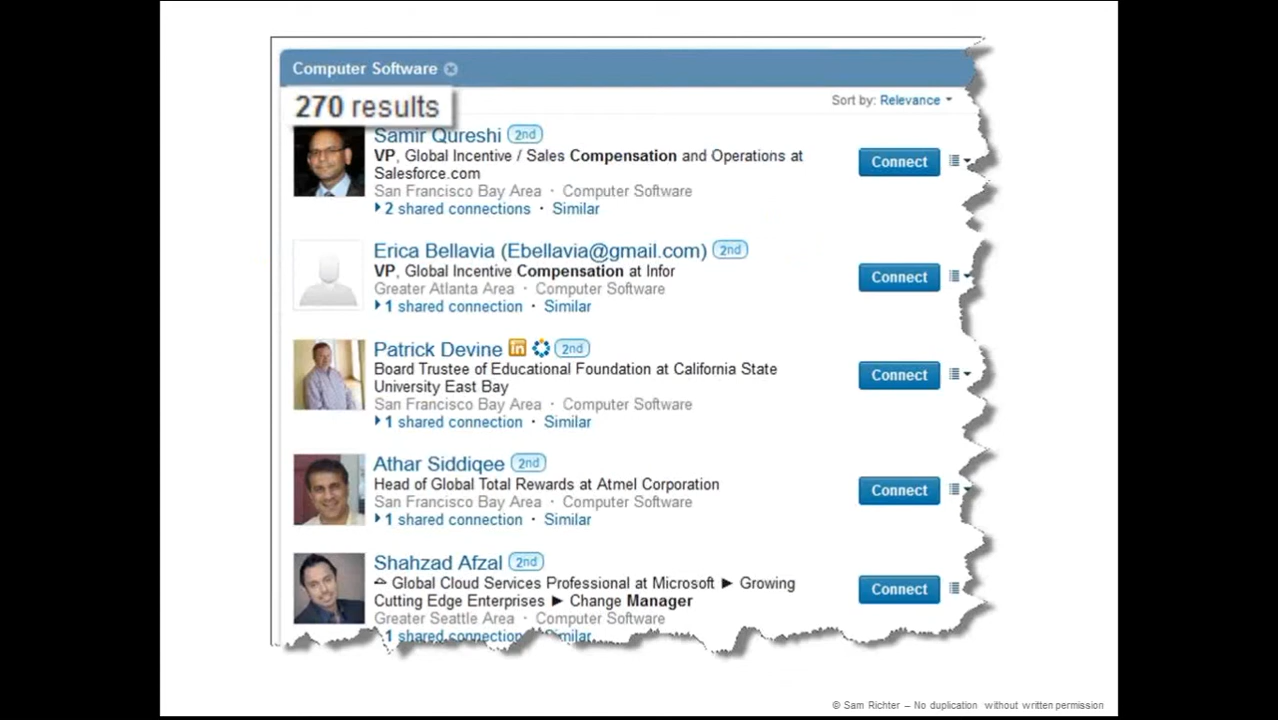 Computer Software
270 results
Sort by: Relevance
Samir Qureshi 2nd
VP, Global Incentive / Sales Compensation and Operations at
Salesforce.com
San Francisco Bay Area · Computer Software
2 shared connections · Similar
Connect
Erica Bellavia (Ebellavia@gmail.com) 2nd
VP, Global Incentive Compensation at Infor
Greater Atlanta Area · Computer Software
1 shared connection · Similar
Connect
Patrick Devine in 2nd
Board Trustee of Educational Foundation at California State
University East Bay
San Francisco Bay Area · Computer Software
1 shared connection · Similar
Connect
Athar Siddiqee 2nd
Head of Global Total Rewards at Atmel Corporation
San Francisco Bay Area · Computer Software
1 shared connection · Similar
Connect
Shahzad Afzal 2nd
Global Cloud Services Professional at Microsoft ► Growing
Cutting Edge Enterprises ► Change Manager
Greater Seattle Area · Computer Software
1 shared connection · Similar
Connect
© Sam Richter – No duplication without written permission